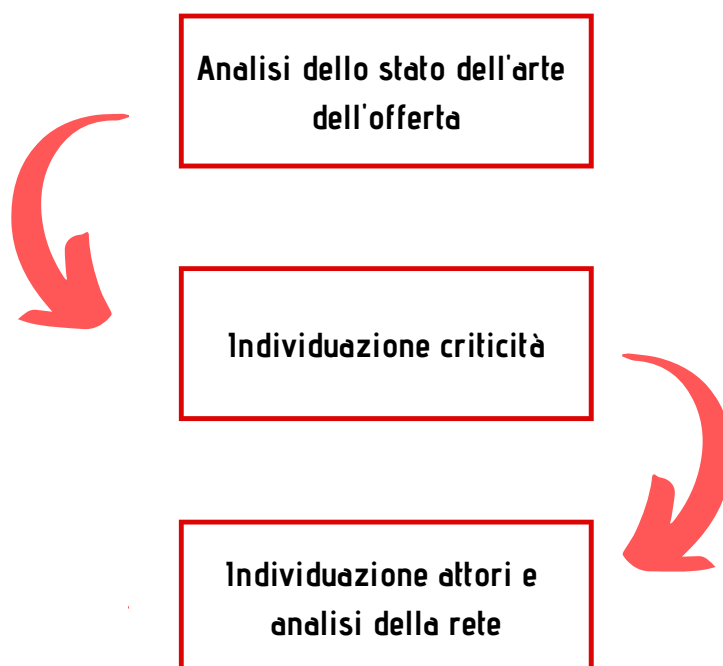 Analisi dello stato dell'arte
dell'offerta
Individuazione criticità
Individuazione attori e
analisi della rete